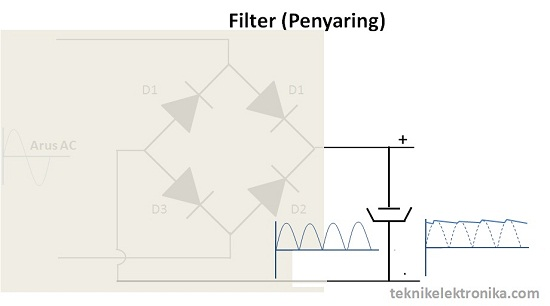 Filter (Penyaring)
D1
D1
Arus AC
+
D3
D2
-
teknikelektronika.com